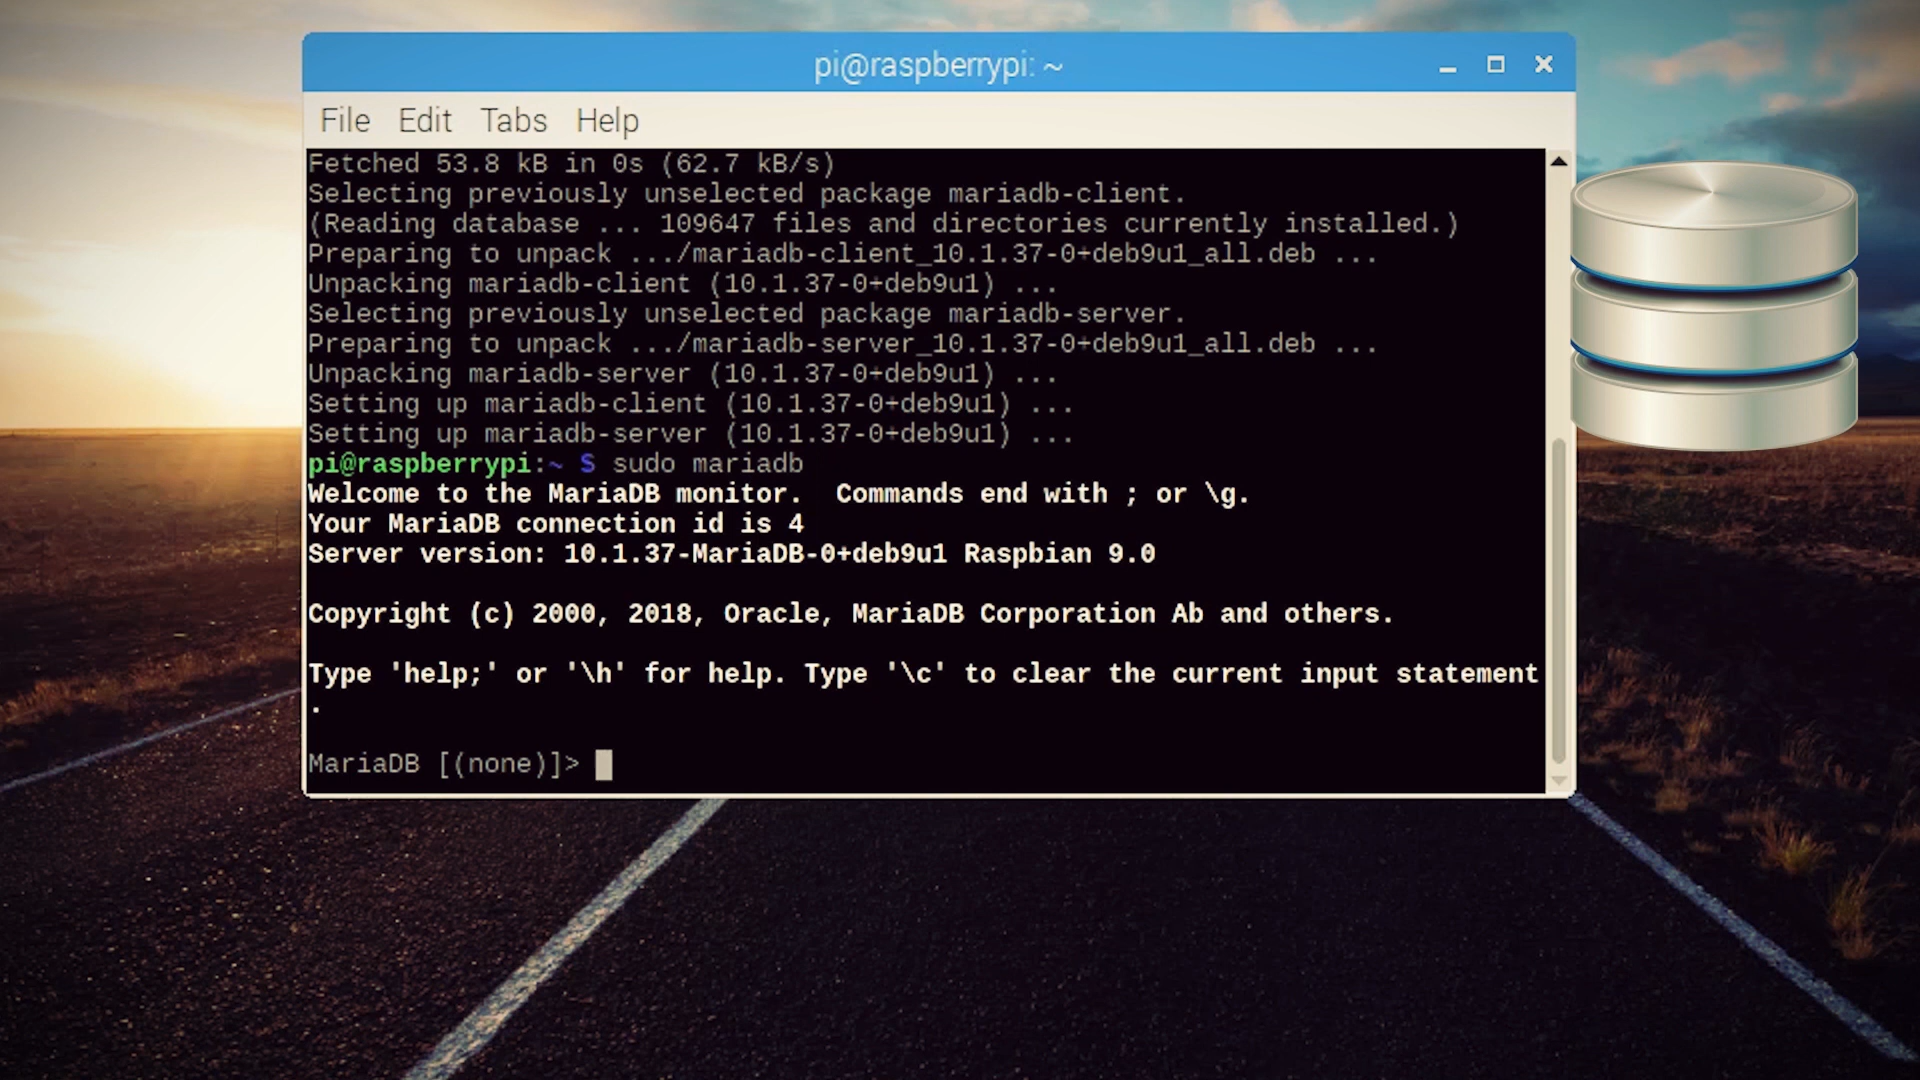 pi@raspberrypi: ~
File Edit Tabs Help
Fetched 53.8 kB in 0s (62.7 kB/s)
Selecting previously unselected package mariadb-client.
(Reading database ... 109647 files and directories currently installed.)
Preparing to unpack .../mariadb-client_10.1.37-0+deb9u1_all.deb ...
Unpacking mariadb-client (10.1.37-0+deb9u1) ...
Selecting previously unselected package mariadb-server.
Preparing to unpack .../mariadb-server_10.1.37-0+deb9u1_all.deb ...
Unpacking mariadb-server (10.1.37-0+deb9u1) ...
Setting up mariadb-client (10.1.37-0+deb9u1) ...
Setting up mariadb-server (10.1.37-0+deb9u1) ...
pi@raspberrypi:~ S sudo mariadb
Welcome to the MariaDB monitor.  Commands end with ; or \g.
Your MariaDB connection id is 4
Server version: 10.1.37-MariaDB-0+deb9u1 Raspbian 9.0
Copyright (c) 2000, 2018, Oracle, MariaDB Corporation Ab and others.
Type 'help;' or '\h' for help. Type '\c' to clear the current input statement
.
MariaDB [(none)]>